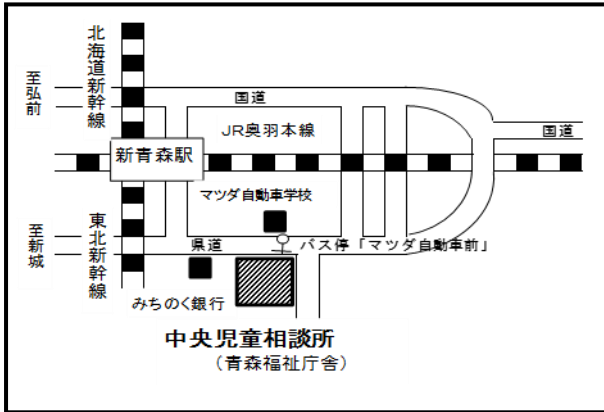 北海道新幹線
至弘前
国道
国道
JR奥羽本線
新青森駅
マツダ自動車学校
至新城
東北新幹線
県道
バス停「マツダ自動車前」
みちのく銀行
中央児童相談所
（青森福祉庁舎）